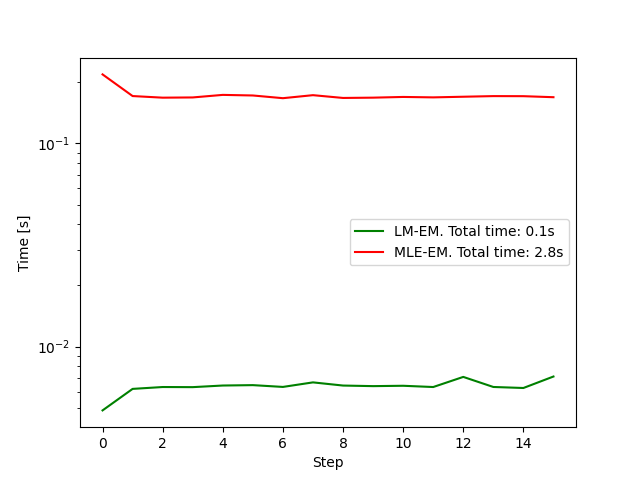 10⁻¹
10⁻²
Time [s]
LM-EM. Total time: 0.1s
MLE-EM. Total time: 2.8s
0 2 4 6 8 10 12 14
Step